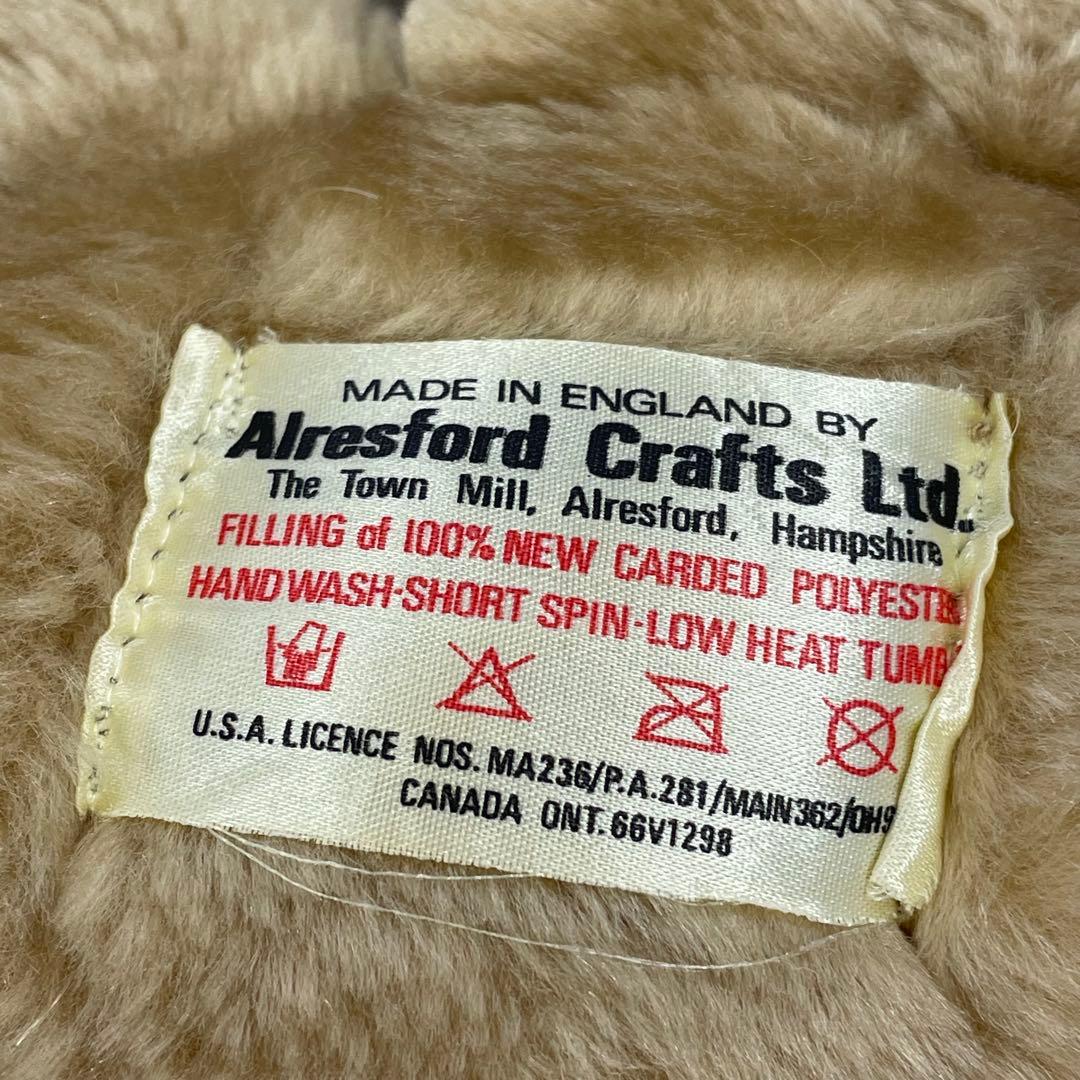 MADE IN ENGLAND BY
Alresford Crafts Ltd.
The Town Mill, Alresford, Hampshire
FILLING of 100% NEW CARDED POLYESTER
HAND WASH-SHORT SPIN-LOW HEAT TUMB
U.S.A. LICENCE NOS. MA236/P.A.281/MAIN362/OH9
CANADA ONT. 66V1298